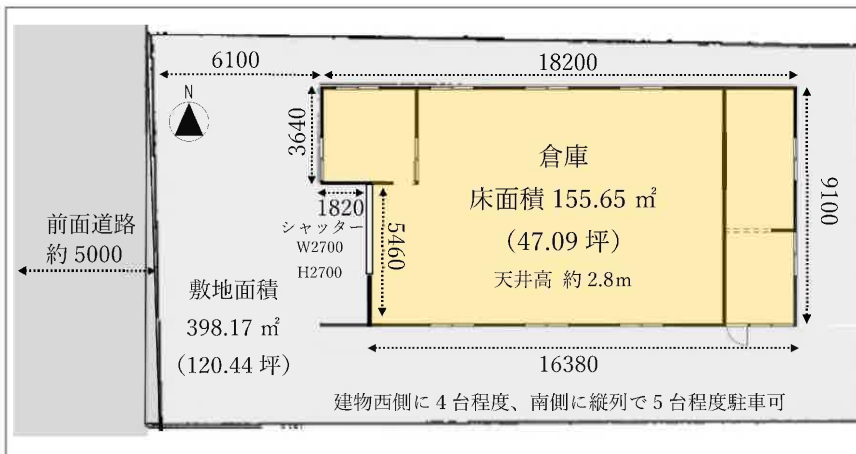 6100
18200
N
3640
倉庫
床面積 155.65 ㎡
(47.09 坪)
天井高 約 2.8m
9100
1820
シャッター
W2700
H2700
5460
前面道路
約 5000
敷地面積
398.17 ㎡
(120.44 坪)
16380
建物西側に 4 台程度、南側に縦列で 5 台程度駐車可